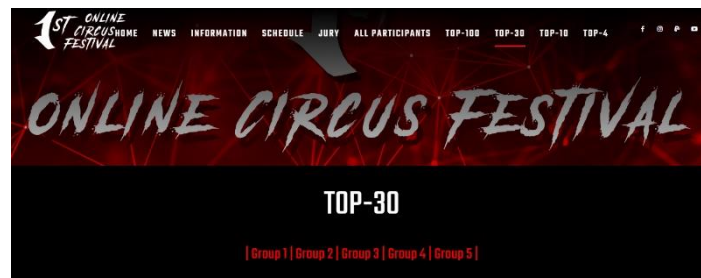 1ST ONLINE
CIRCUS
FESTIVAL
HOME NEWS INFORMATION SCHEDULE JURY ALL PARTICIPANTS TOP-100 TOP-30 TOP-10 TOP-4
ONLINE CIRCUS FESTIVAL
TOP-30
| Group 1 | Group 2 | Group 3 | Group 4 | Group 5 |